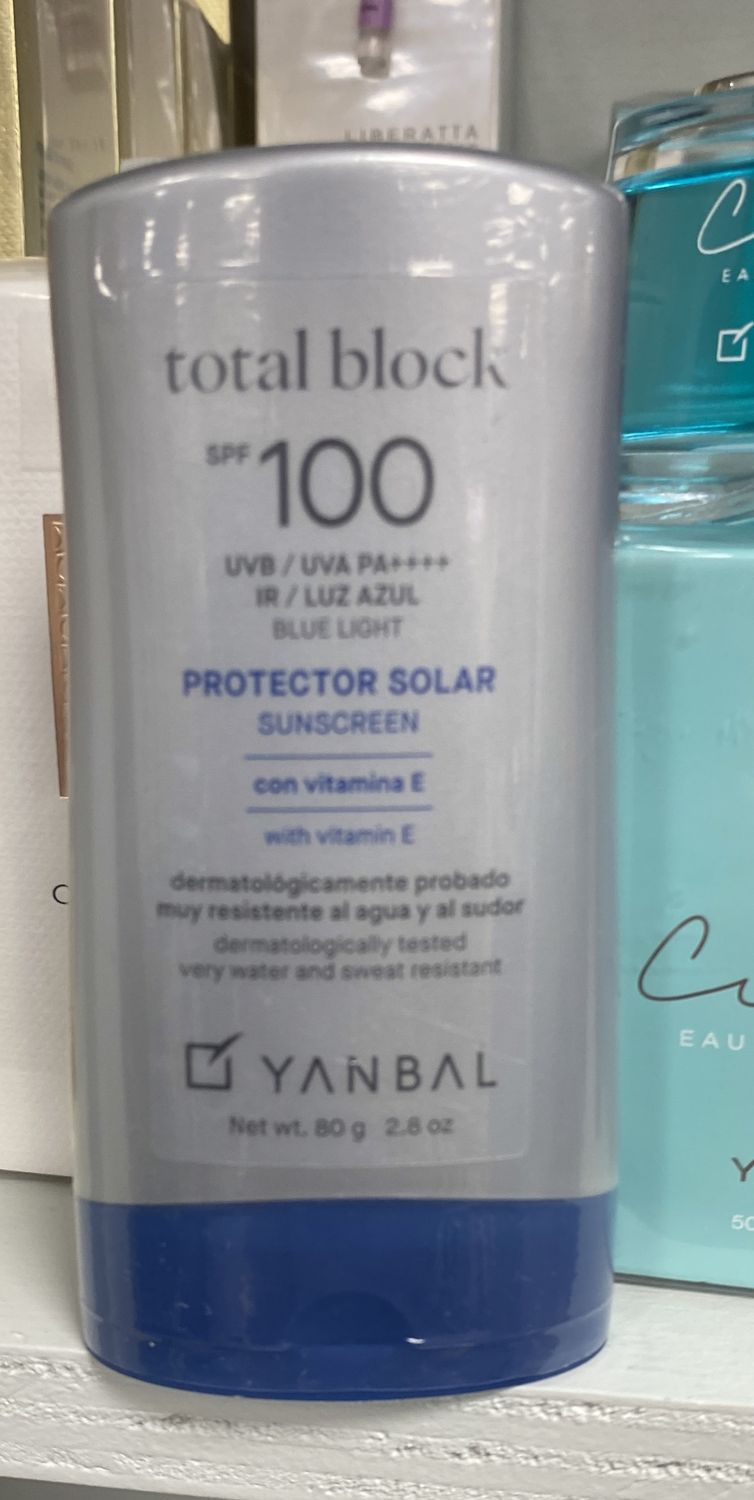 LIBERATTA
total block
SPF 100
UVB / UVA PA++++
IR / LUZ AZUL
BLUE LIGHT
PROTECTOR SOLAR
SUNSCREEN
con vitamina E
with vitamin E
dermatológicamente probado
muy resistente al agua y al sudor
dermatologically tested
very water and sweat resistant
YANBAL
Net wt. 80 g 2.8 oz
EAU